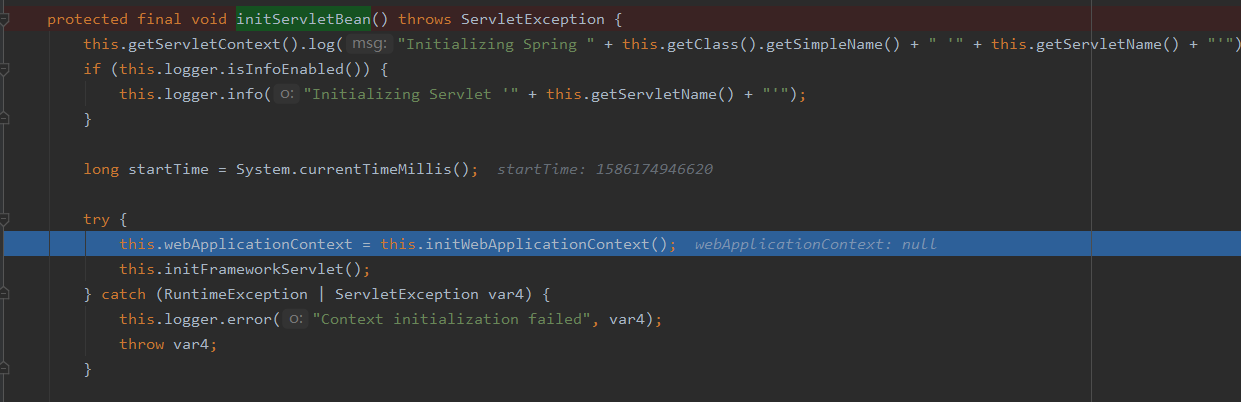 protected final void initServletBean() throws ServletException {
this.getServletContext().log( msg: "Initializing Spring " + this.getClass().getSimpleName() + " '" + this.getServletName() + "'")
if (this.logger.isInfoEnabled()) {
this.logger.info( o: "Initializing Servlet '" + this.getServletName() + "'");
}
long startTime = System.currentTimeMillis();  startTime: 1586174946620
try {
this.webApplicationContext = this.initWebApplicationContext();  webApplicationContext: null
this.initFrameworkServlet();
} catch (RuntimeException | ServletException var4) {
this.logger.error( o: "Context initialization failed", var4);
throw var4;
}